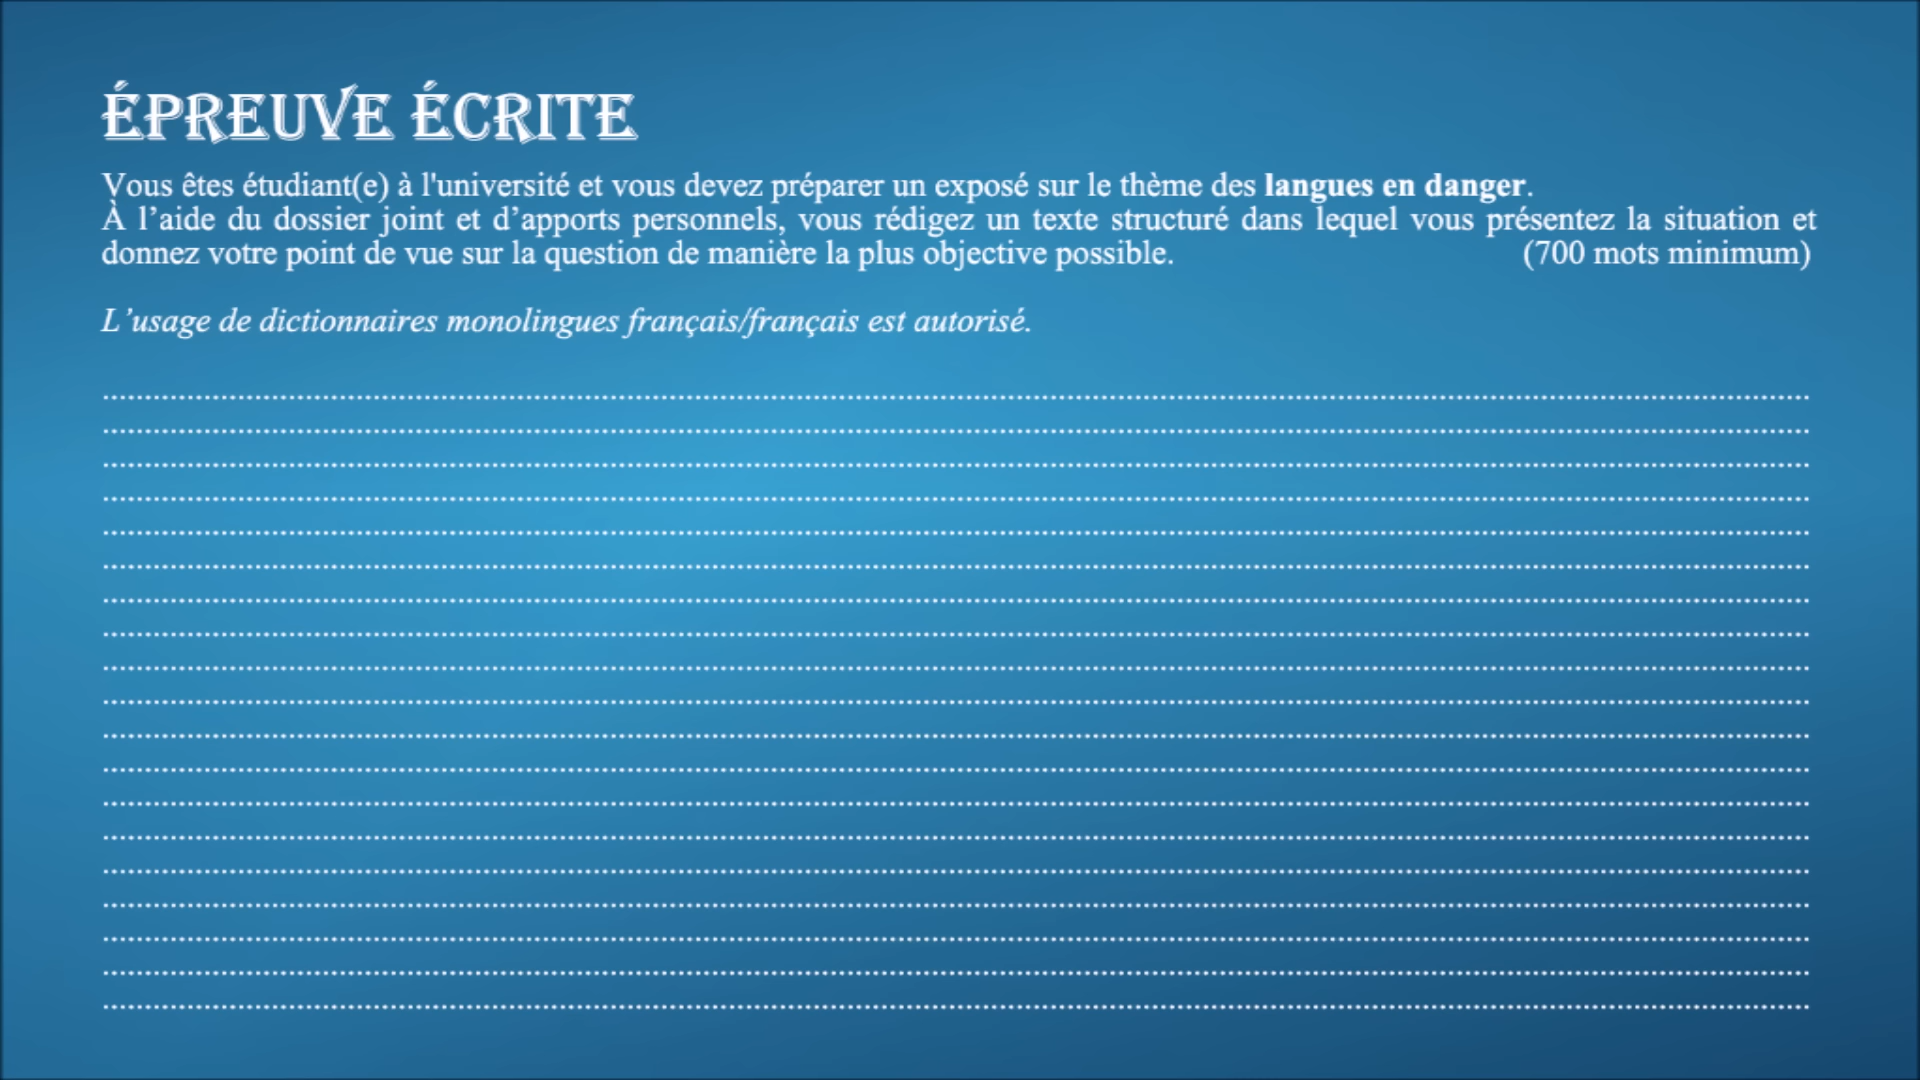 ÉPREUVE ÉCRITE
Vous êtes étudiant(e) à l'université et vous devez préparer un exposé sur le thème des langues en danger.
À l’aide du dossier joint et d’apports personnels, vous rédigez un texte structuré dans lequel vous présentez la situation et
donnez votre point de vue sur la question de manière la plus objective possible. (700 mots minimum)
L’usage de dictionnaires monolingues français/français est autorisé.